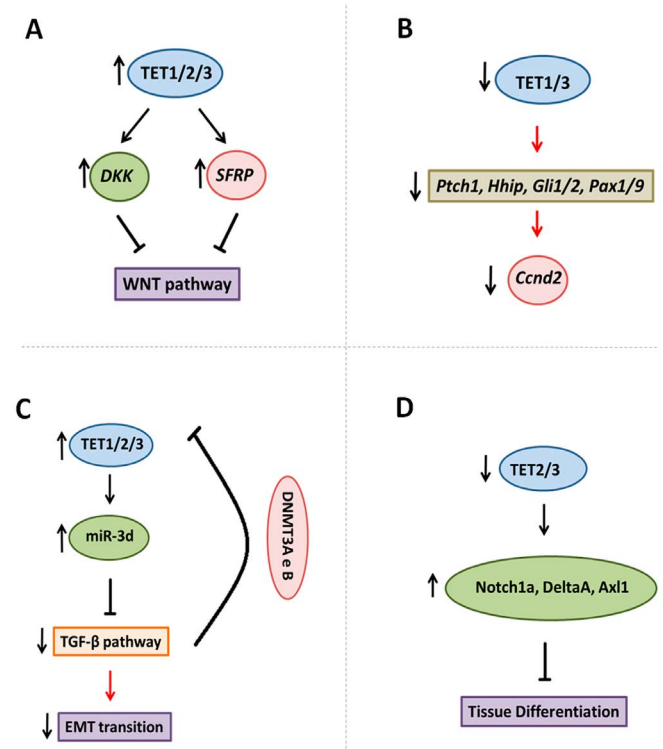 A
TET1/2/3
DKK
SFRP
WNT pathway
B
TET1/3
Ptch1, Hhip, Gli1/2, Pax1/9
Ccnd2
C
TET1/2/3
miR-3d
TGF-β pathway
EMT transition
DNMT3A e B
D
TET2/3
Notch1a, DeltaA, Axl1
Tissue Differentiation